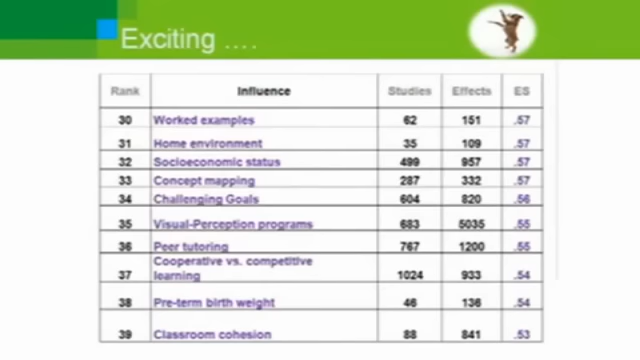 Exciting ….
Rank Influence Studies Effects ES
30 Worked examples 62 151 .57
31 Home environment 35 109 .57
32 Socioeconomic status 499 957 .57
33 Concept mapping 287 332 .57
34 Challenging Goals 604 820 .56
35 Visual-Perception programs 683 5035 .55
36 Peer tutoring 767 1200 .55
37 Cooperative vs. competitive
learning 1024 933 .54
38 Pre-term birth weight 46 136 .54
39 Classroom cohesion 88 841 .53